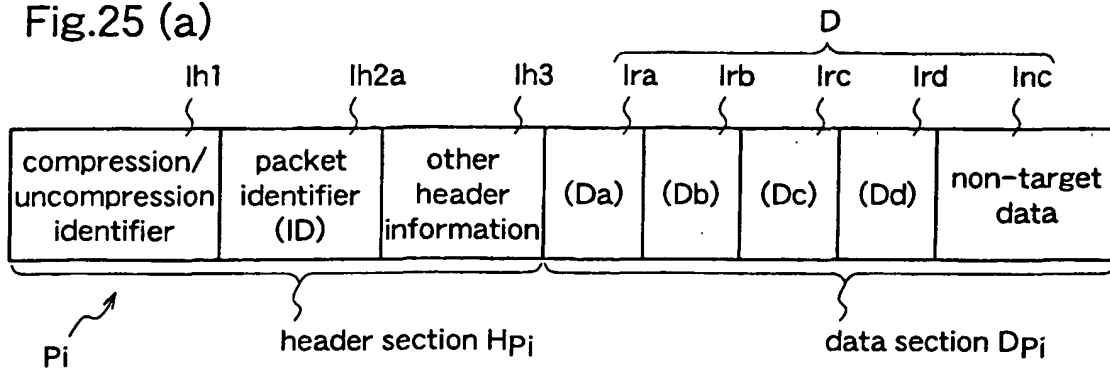 Fig.25 (a)
D
Ih1 Ih2a Ih3 Ira Irb Irc Ird Inc
compression/
uncompression
identifier
packet
identifier
(ID)
other
header
information
(Da)
(Db)
(Dc)
(Dd)
non-target
data
Pi
header section HPi
data section DPi